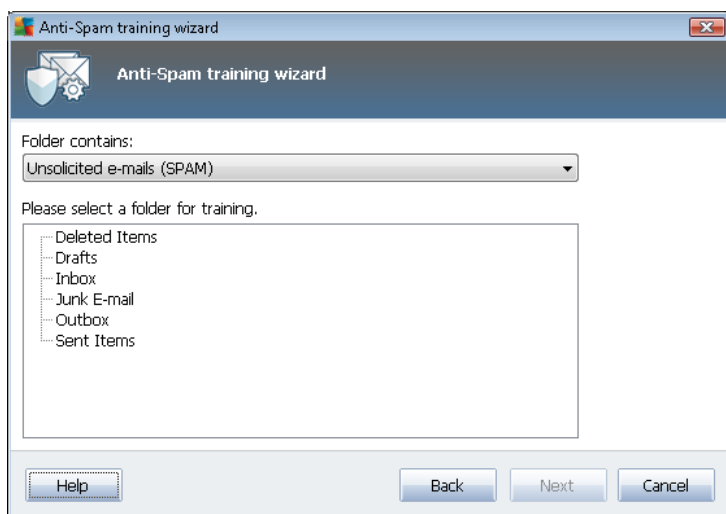 Anti-Spam training wizard
Anti-Spam training wizard
Folder contains:
Unsolicited e-mails (SPAM)
Please select a folder for training.
Deleted Items
Drafts
Inbox
Junk E-mail
Outbox
Sent Items
Help Back Next Cancel